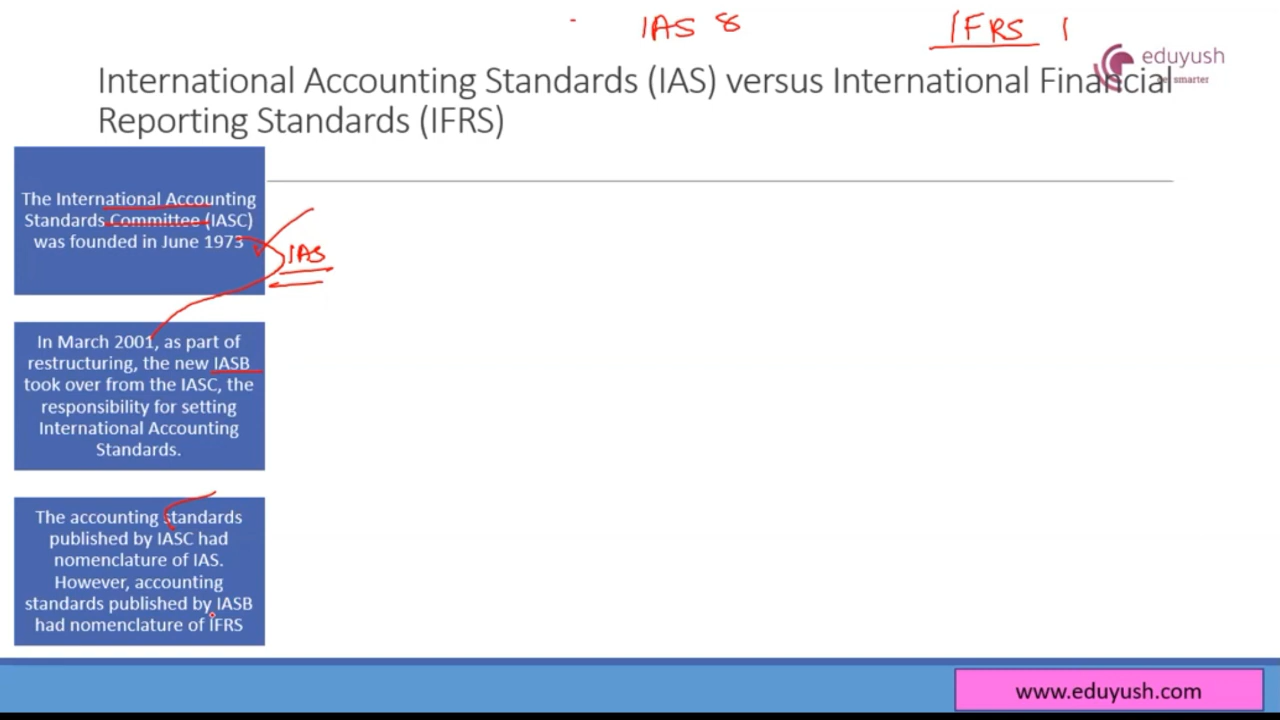 IAS 8
IFRS 1
eduyush
smarter
International Accounting Standards (IAS) versus International Financial
Reporting Standards (IFRS)
The International Accounting
Standards Committee (IASC)
was founded in June 1973
IAS
In March 2001, as part of
restructuring, the new IASB
took over from the IASC, the
responsibility for setting
International Accounting
Standards.
The accounting standards
published by IASC had
nomenclature of IAS.
However, accounting
standards published by IASB
had nomenclature of IFRS
www.eduyush.com